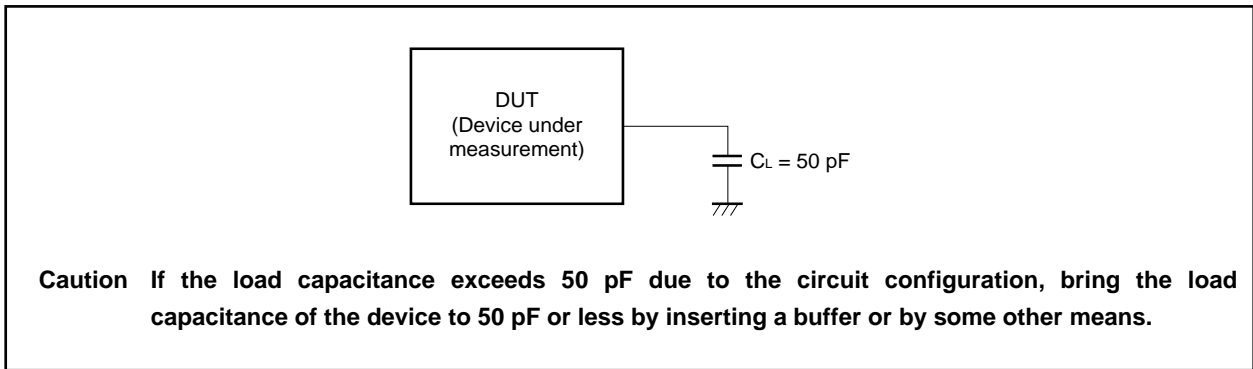 DUT
(Device under
measurement)
CL = 50 pF
Caution If the load capacitance exceeds 50 pF due to the circuit configuration, bring the load
capacitance of the device to 50 pF or less by inserting a buffer or by some other means.